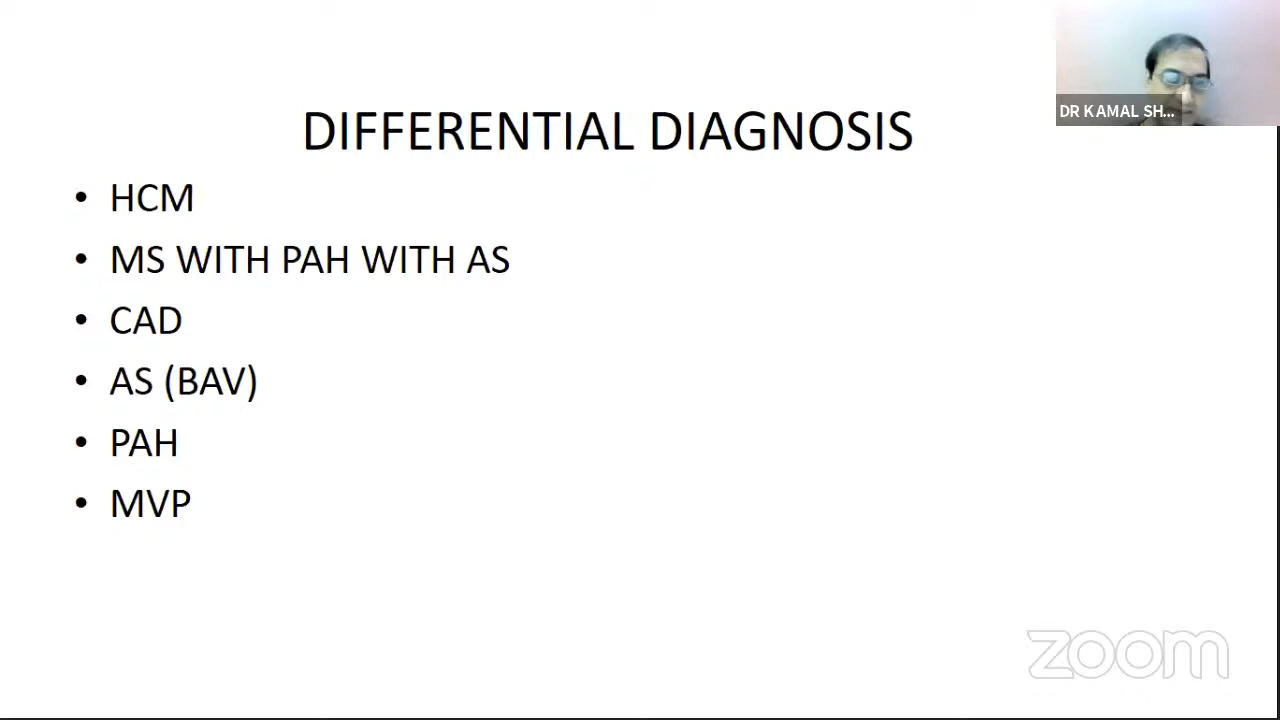 DR KAMAL SH...
DIFFERENTIAL DIAGNOSIS
• HCM
• MS WITH PAH WITH AS
• CAD
• AS (BAV)
• PAH
• MVP
zoom